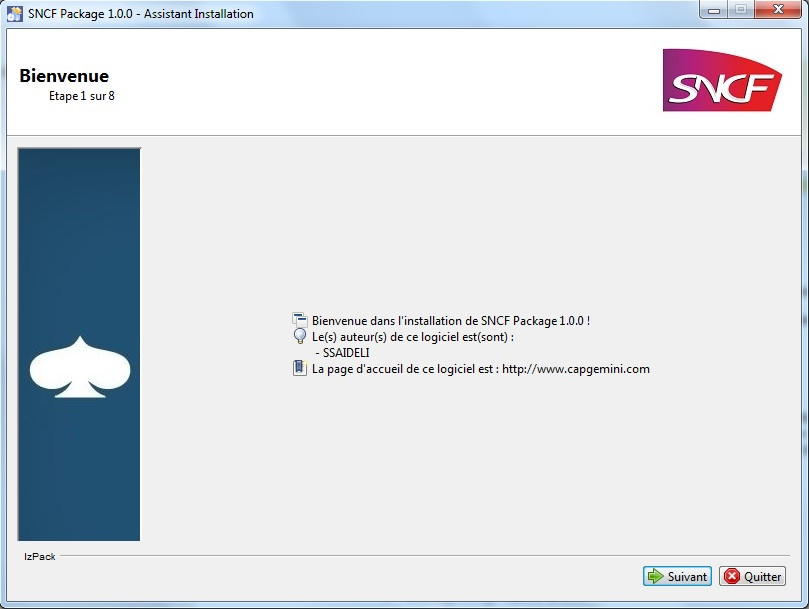 SNCF Package 1.0.0 - Assistant Installation
Bienvenue
Etape 1 sur 8
SNCF
Bienvenue dans l'installation de SNCF Package 1.0.0 !
Le(s) auteur(s) de ce logiciel est(sont) :
- SSAIDELI
La page d'accueil de ce logiciel est : http://www.capgemini.com
IzPack
Suivant
Quitter